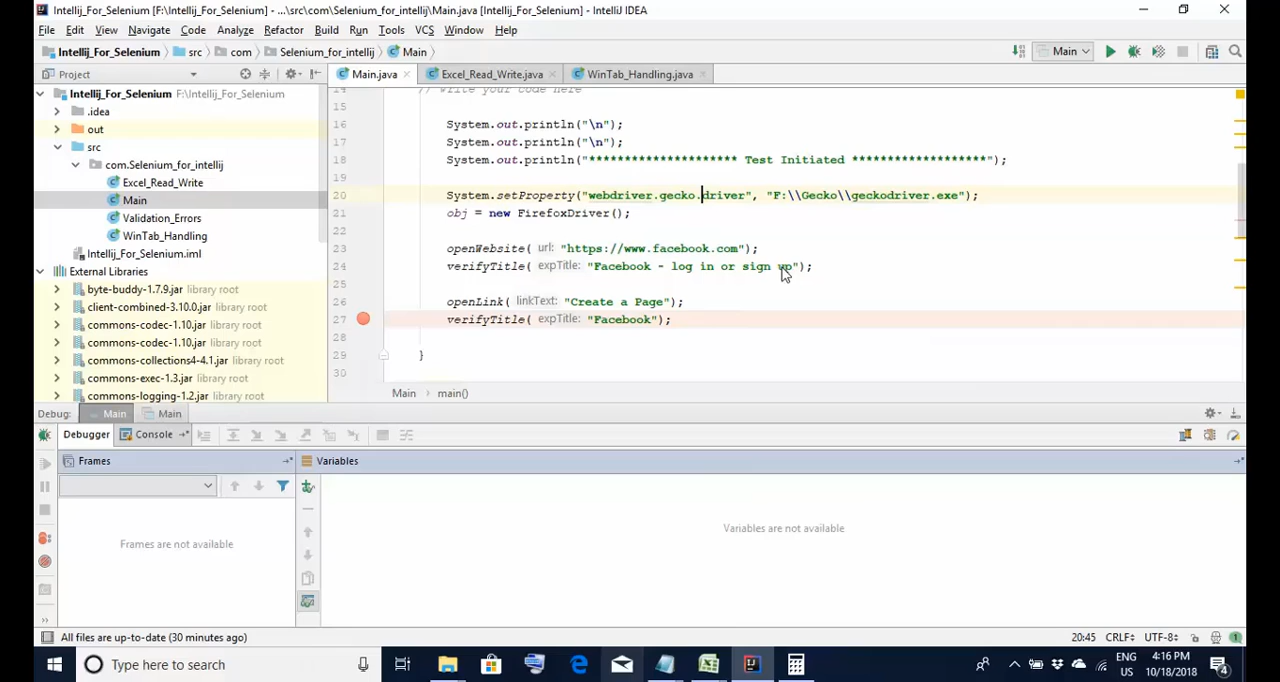 Intellij_For_Selenium [F:\Intellij_For_Selenium] - ...\src\com\Selenium_for_intellij\Main.java [Intellij_For_Selenium] - IntelliJ IDEA
File Edit View Navigate Code Analyze Refactor Build Run Tools VCS Window Help
Intellij_For_Selenium src com Selenium_for_intellij Main Main
Project Main.java Excel_Read_Write.java WinTab_Handling.java
Intellij_For_Selenium F:\Intellij_For_Selenium
.idea
out
src
com.Selenium_for_intellij
Excel_Read_Write
Main
Validation_Errors
WinTab_Handling
Intellij_For_Selenium.iml
External Libraries
byte-buddy-1.7.9.jar library root
client-combined-3.10.0.jar library root
commons-codec-1.10.jar library root
commons-codec-1.10.jar library root
commons-collections4-4.1.jar library root
commons-exec-1.3.jar library root
commons-logging-1.2.jar library root
14 // write your code here
15
16 System.out.println("\n");
17 System.out.println("\n");
18 System.out.println("********************* Test Initiated *******************");
19
20 System.setProperty("webdriver.gecko.driver", "F:\\Gecko\\geckodriver.exe");
21 obj = new FirefoxDriver();
22
23 openWebsite( url: "https://www.facebook.com");
24 verifyTitle( expTitle: "Facebook - log in or sign up");
25
26 openLink( linkText: "Create a Page");
27 verifyTitle( expTitle: "Facebook");
28
29 }
30
Main main()
Debug: Main Main
Debugger Console
Frames Variables
Frames are not available
Variables are not available
All files are up-to-date (30 minutes ago) 20:45 CRLF UTF-8
Type here to search
ENG
US
4:16 PM
10/18/2018
4